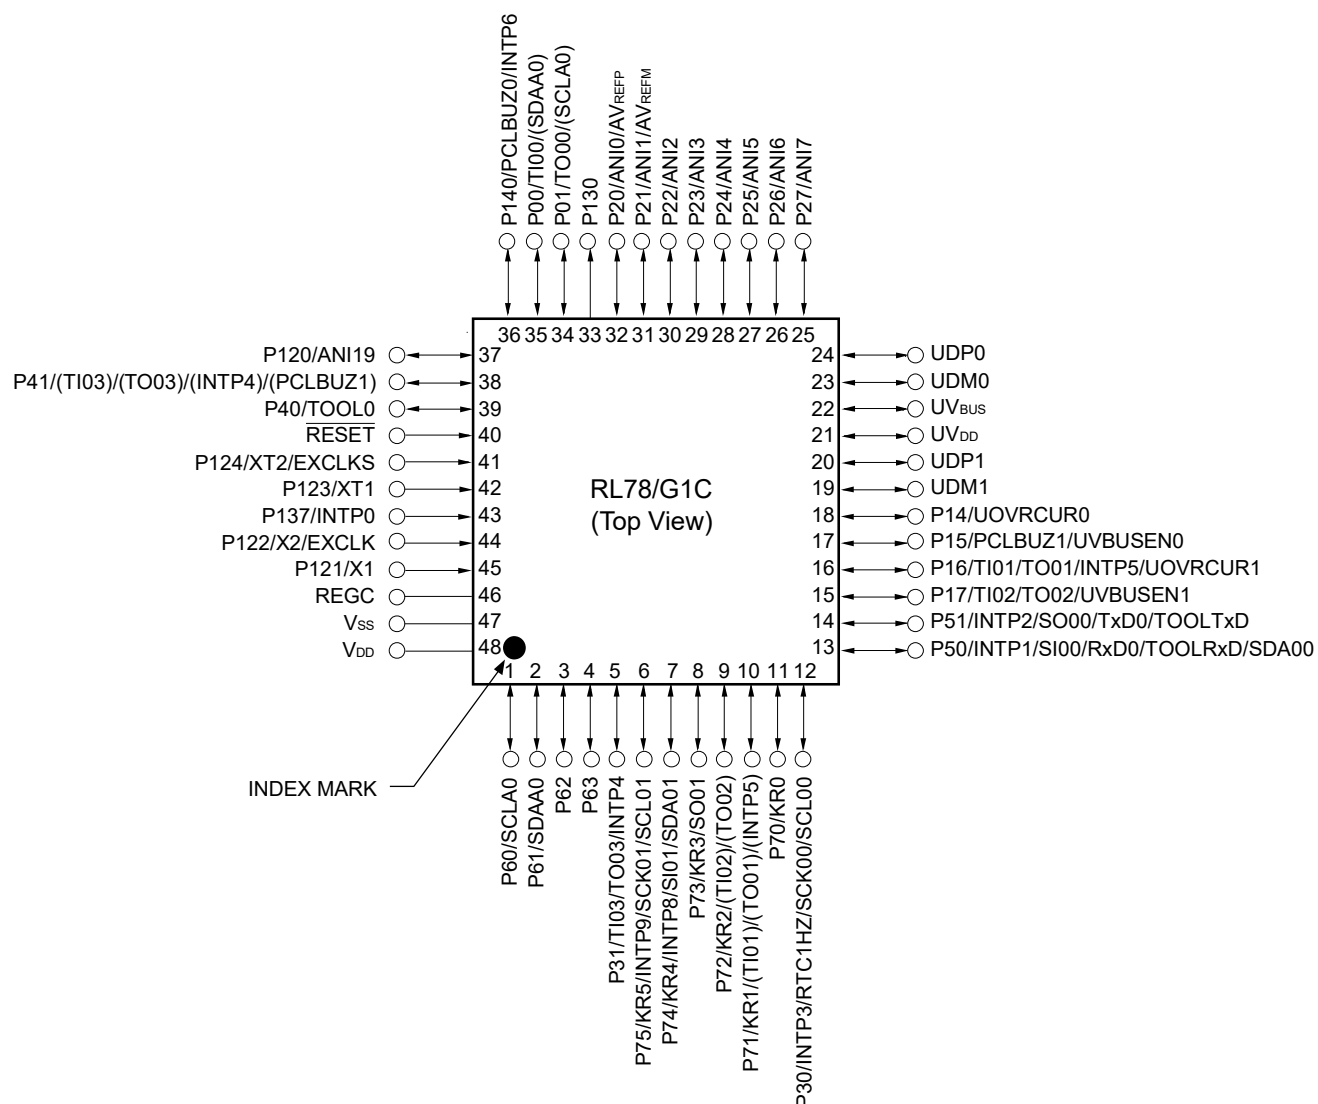 P140/PCLBUZ0/INTP6
P00/TI00/(SDAA0)
P01/TO00/(SCLA0)
P130
P20/ANI0/AVREFP
P21/ANI1/AVREFM
P22/ANI2
P23/ANI3
P24/ANI4
P25/ANI5
P26/ANI6
P27/ANI7
36 35 34 33 32 31 30 29 28 27 26 25
P120/ANI19 37
P41/(TI03)/(TO03)/(INTP4)/(PCLBUZ1) 38
P40/TOOL0 39
RESET 40
P124/XT2/EXCLKS 41
P123/XT1 42
P137/INTP0 43
P122/X2/EXCLK 44
P121/X1 45
REGC 46
VSS 47
VDD 48
RL78/G1C
(Top View)
24 UDP0
23 UDM0
22 UVBUS
21 UVDD
20 UDP1
19 UDM1
18 P14/UOVRCUR0
17 P15/PCLBUZ1/UVBUSEN0
16 P16/TI01/TO01/INTP5/UOVRCUR1
15 P17/TI02/TO02/UVBUSEN1
14 P51/INTP2/SO00/TxD0/TOOLTxD
13 P50/INTP1/SI00/RxD0/TOOLRxD/SDA00
1 2 3 4 5 6 7 8 9 10 11 12
INDEX MARK
P60/SCLA0
P61/SDAA0
P62
P63
P31/TI03/TO03/INTP4
P75/KR5/INTP9/SCK01/SCL01
P74/KR4/INTP8/SI01/SDA01
P73/KR3/SO01
P72/KR2/(TI02)/(TO02)
P71/KR1/(TI01)/(TO01)/(INTP5)
P70/KR0
P30/INTP3/RTC1HZ/SCK00/SCL00